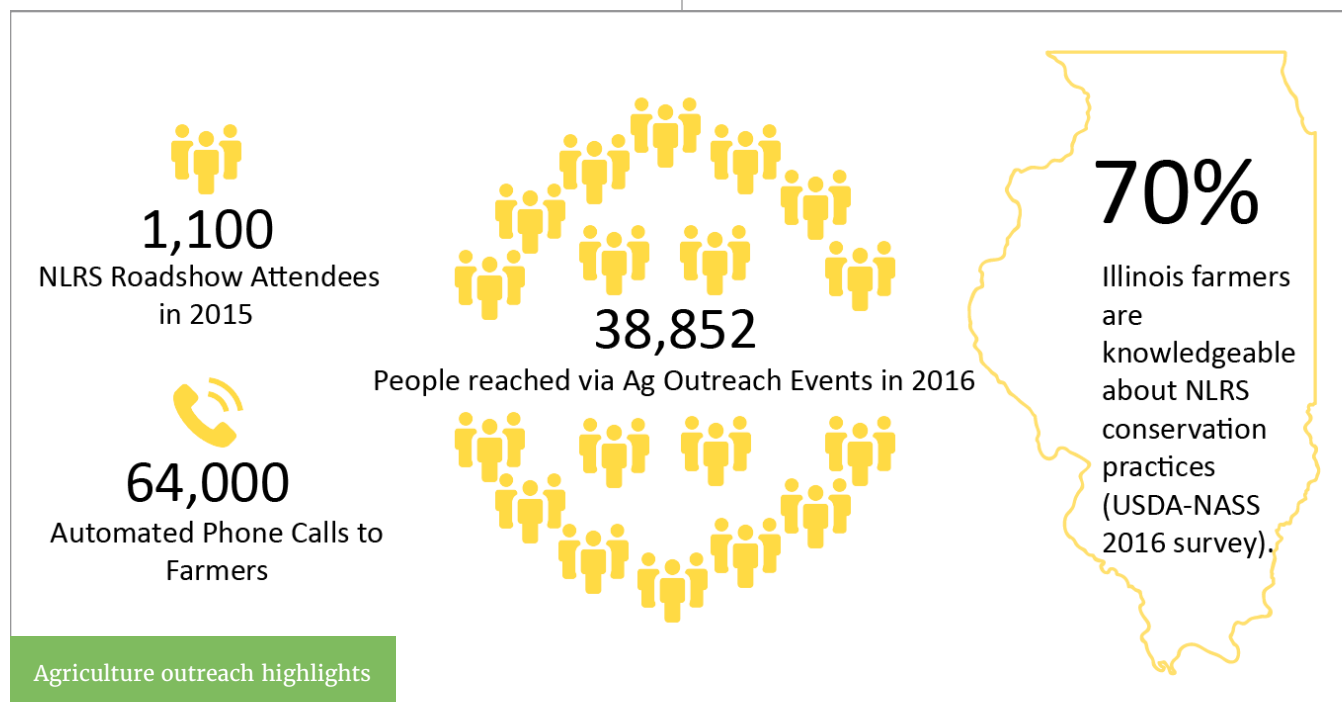 1,100
NLRS Roadshow Attendees
in 2015
64,000
Automated Phone Calls to
Farmers
38,852
People reached via Ag Outreach Events in 2016
70%
Illinois farmers
are
knowledgeable
about NLRS
conservation
practices
(USDA-NASS
2016 survey).
Agriculture outreach highlights